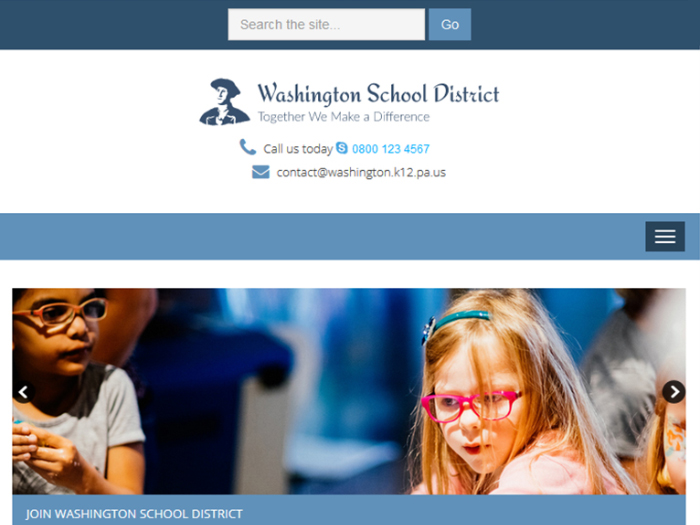 Search the site...
Go
Washington School District
Together We Make a Difference
Call us today 0800 123 4567
contact@washington.k12.pa.us
JOIN WASHINGTON SCHOOL DISTRICT